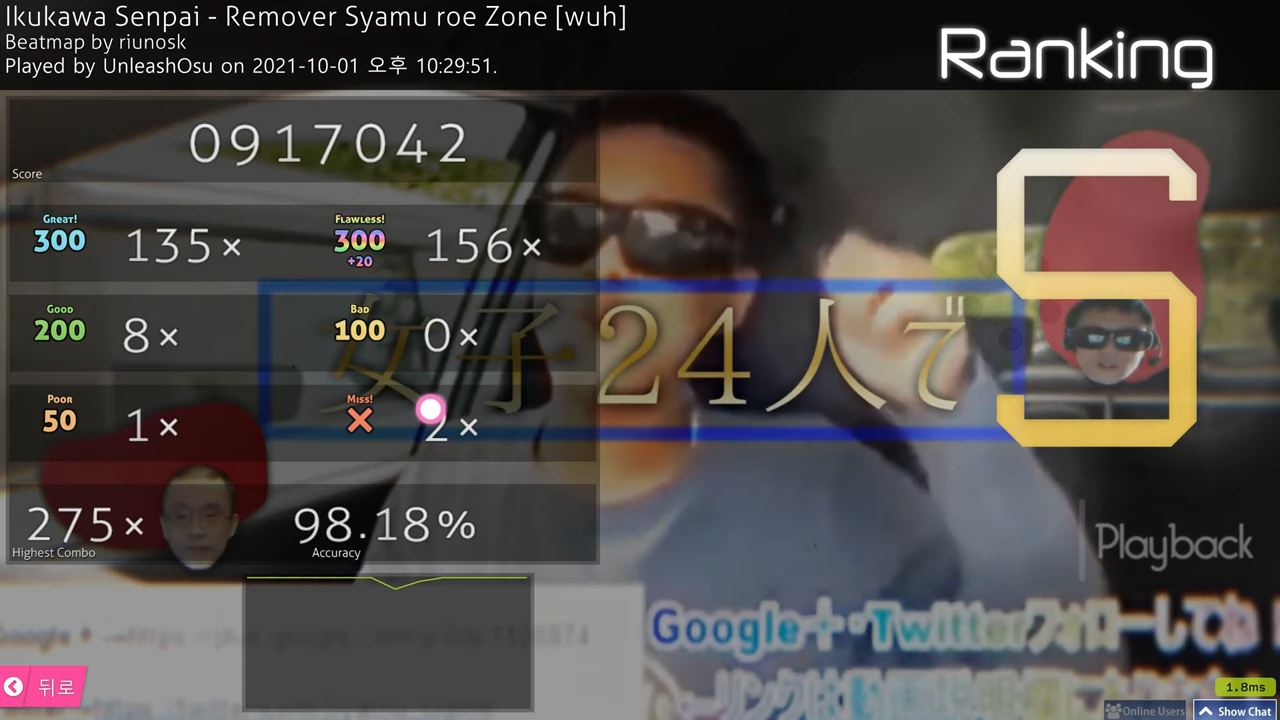 Ikukawa Senpai - Remover Syamu roe Zone [wuh]
Beatmap by riunosk
Played by UnleashOsu on 2021-10-01 오후 10:29:51.
Ranking
0917042
Score
Great!
300
135×
Flawless!
300
+20
156×
Good
200
8×
Bad
100
0×
Poor
50
1×
Miss!
2×
女子24人で
S
275×
Highest Combo
98.18%
Accuracy
Playback
Google+・Twitterフォローしてね!
뒤로
1.8ms
Online Users
Show Chat